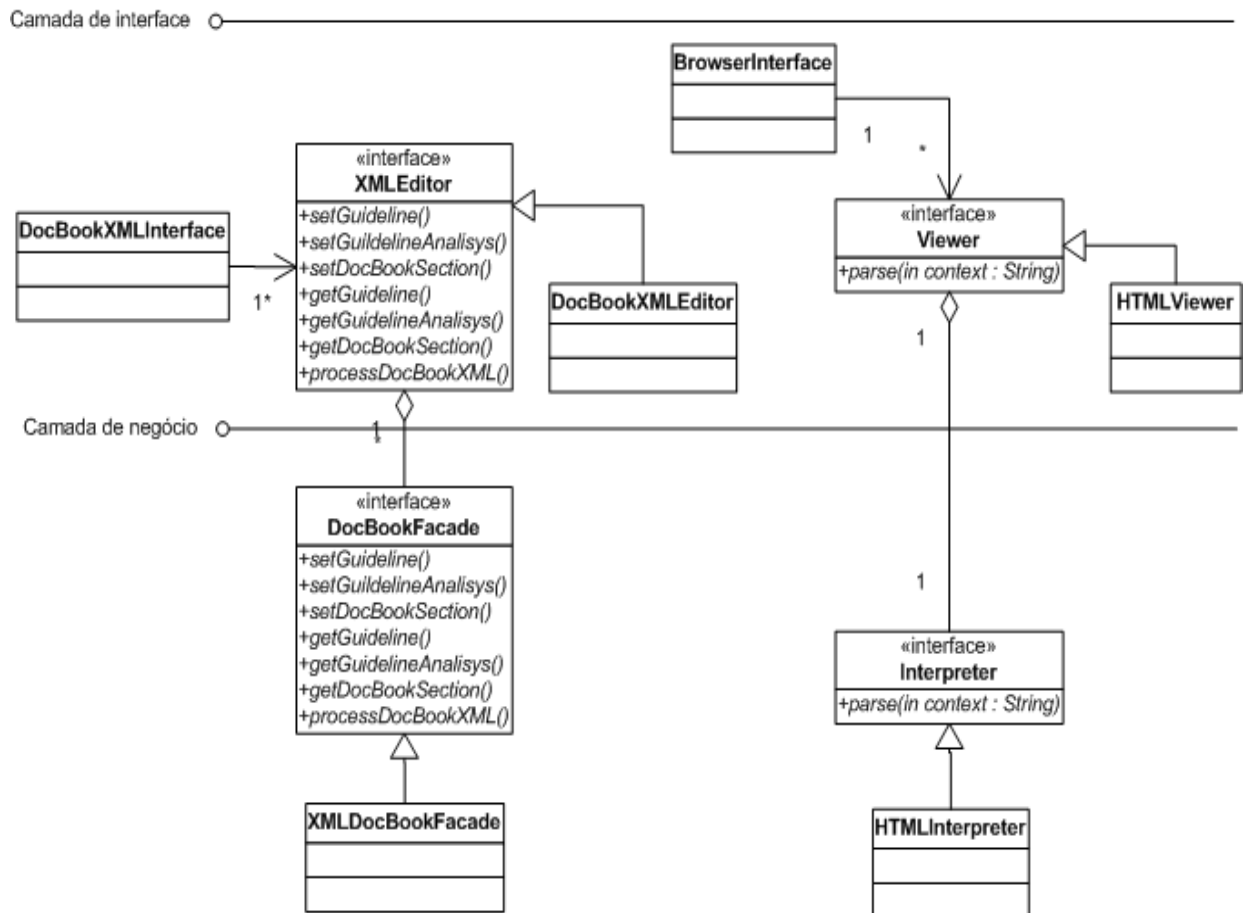 Camada de interface
BrowserInterface
1
*
«interface»
XMLEditor
+setGuideline()
+setGuildelineAnalisys()
+setDocBookSection()
+getGuideline()
+getGuidelineAnalisys()
+getDocBookSection()
+processDocBookXML()
DocBookXMLInterface
1*
DocBookXMLEditor
«interface»
Viewer
+parse(in context : String)
HTMLViewer
1
Camada de negócio
1
*
«interface»
DocBookFacade
+setGuideline()
+setGuildelineAnalisys()
+setDocBookSection()
+getGuideline()
+getGuidelineAnalisys()
+getDocBookSection()
+processDocBookXML()
1
«interface»
Interpreter
+parse(in context : String)
XMLDocBookFacade
HTMLInterpreter